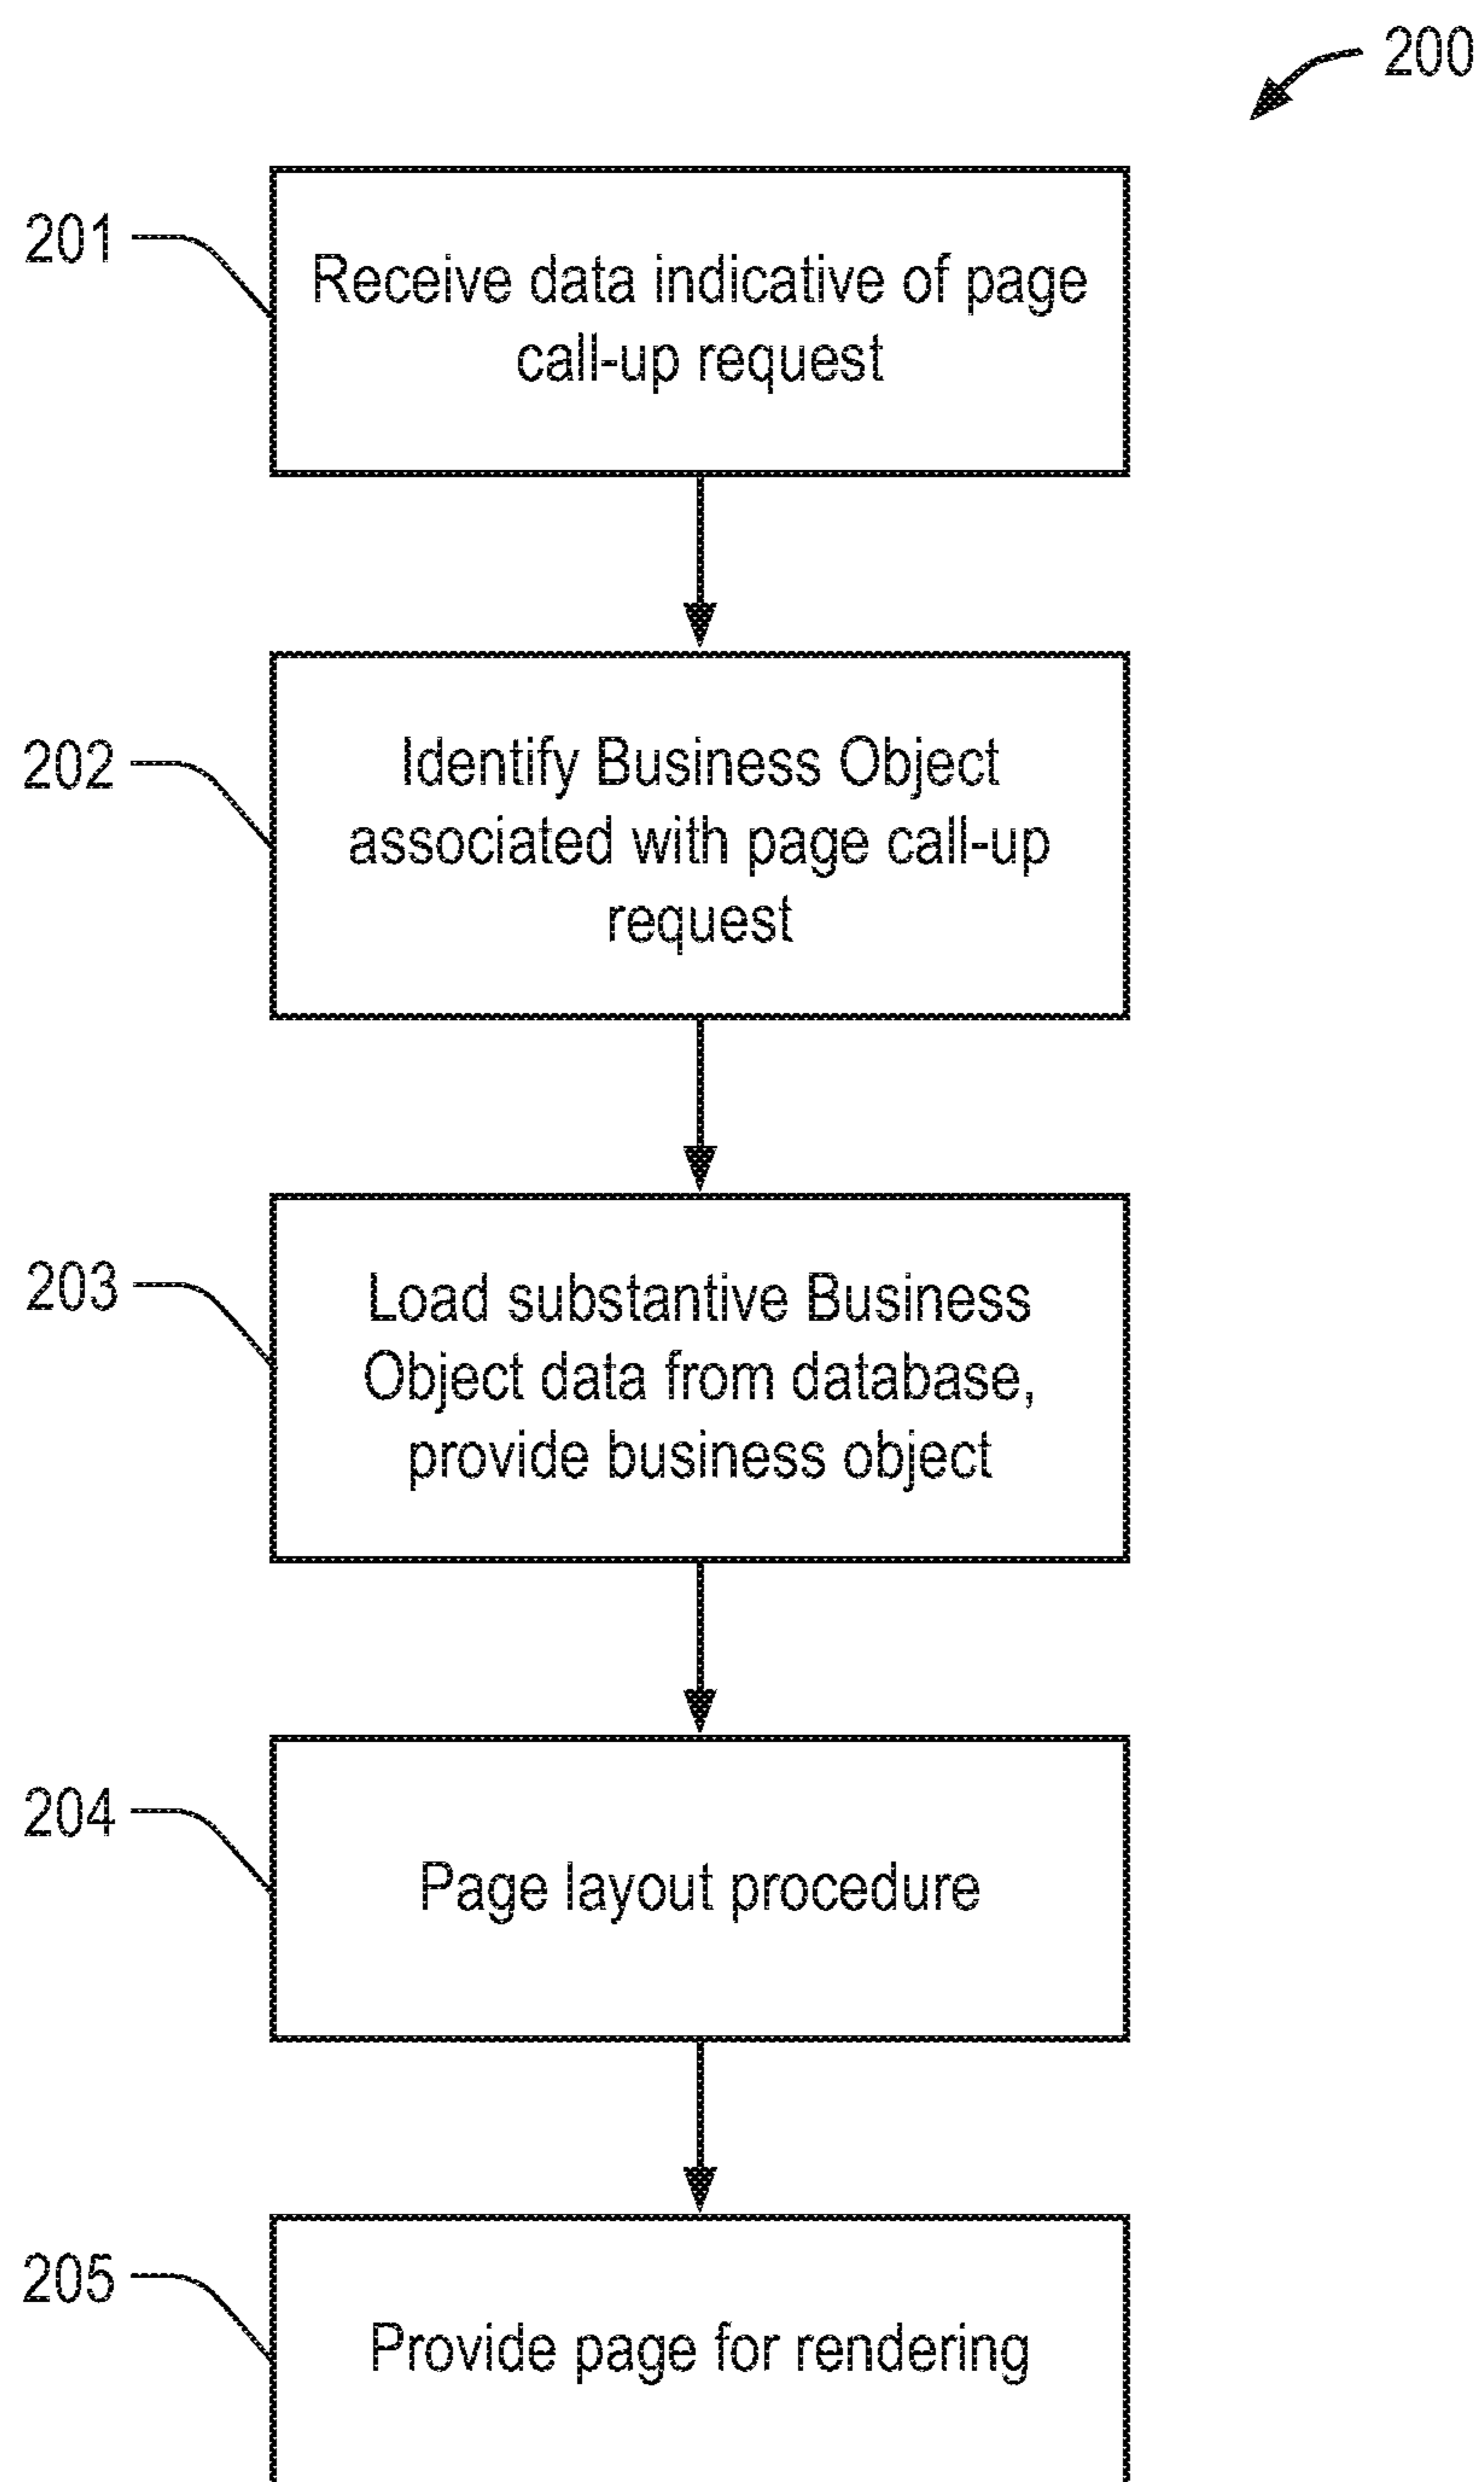 200
201
Receive data indicative of page
call-up request
202
Identify Business Object
associated with page call-up
request
203
Load substantive Business
Object data from database,
provide business object
204
Page layout procedure
205
Provide page for rendering